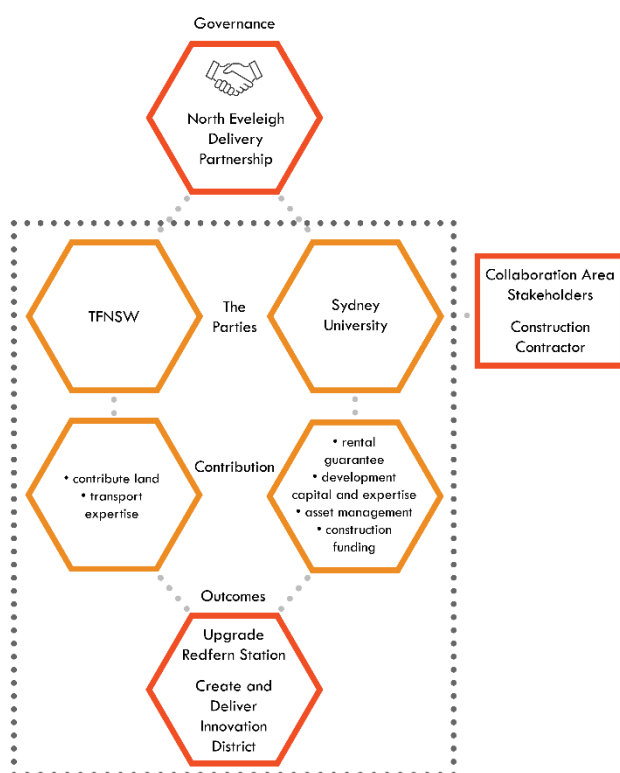 Governance
North Eveleigh
Delivery
Partnership
TFNSW
The
Parties
Sydney
University
Collaboration Area
Stakeholders
Construction
Contractor
• contribute land
• transport
expertise
Contribution
• rental
guarantee
• development
capital and expertise
• asset management
• construction
funding
Outcomes
Upgrade
Redfern Station
Create and
Deliver
Innovation
District